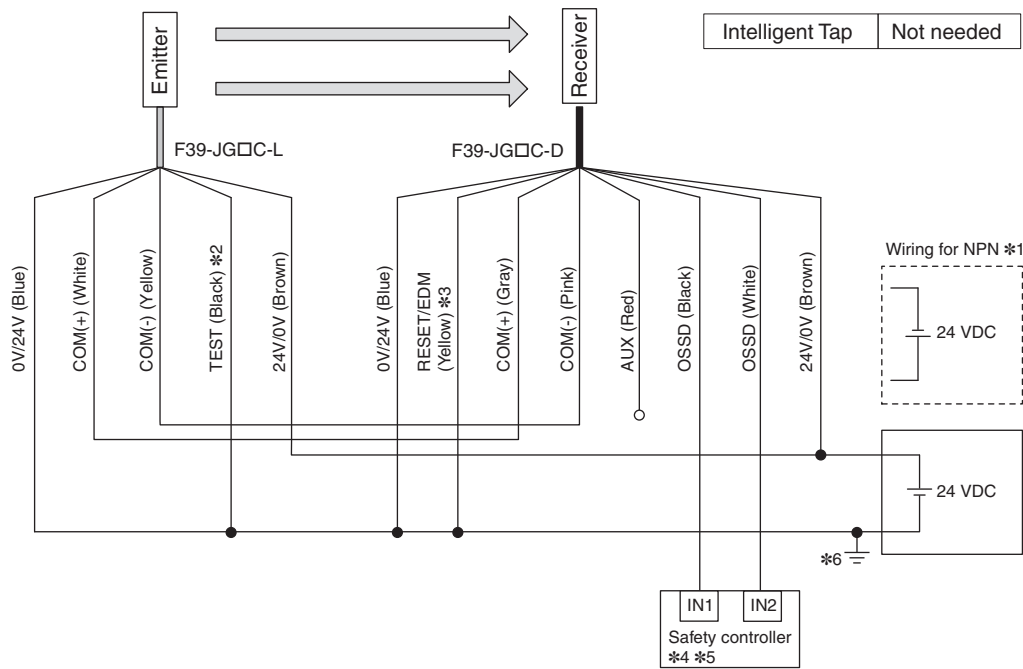 Intelligent Tap Not needed
Emitter
Receiver
F39-JG□C-L
F39-JG□C-D
0V/24V (Blue)
COM(+) (White)
COM(-) (Yellow)
TEST (Black) ✻2
24V/0V (Brown)
0V/24V (Blue)
RESET/EDM
(Yellow) ✻3
COM(+) (Gray)
COM(-) (Pink)
AUX (Red)
OSSD (Black)
OSSD (White)
24V/0V (Brown)
Wiring for NPN ✻1
24 VDC
24 VDC
✻6
IN1 IN2
Safety controller
✻4 ✻5